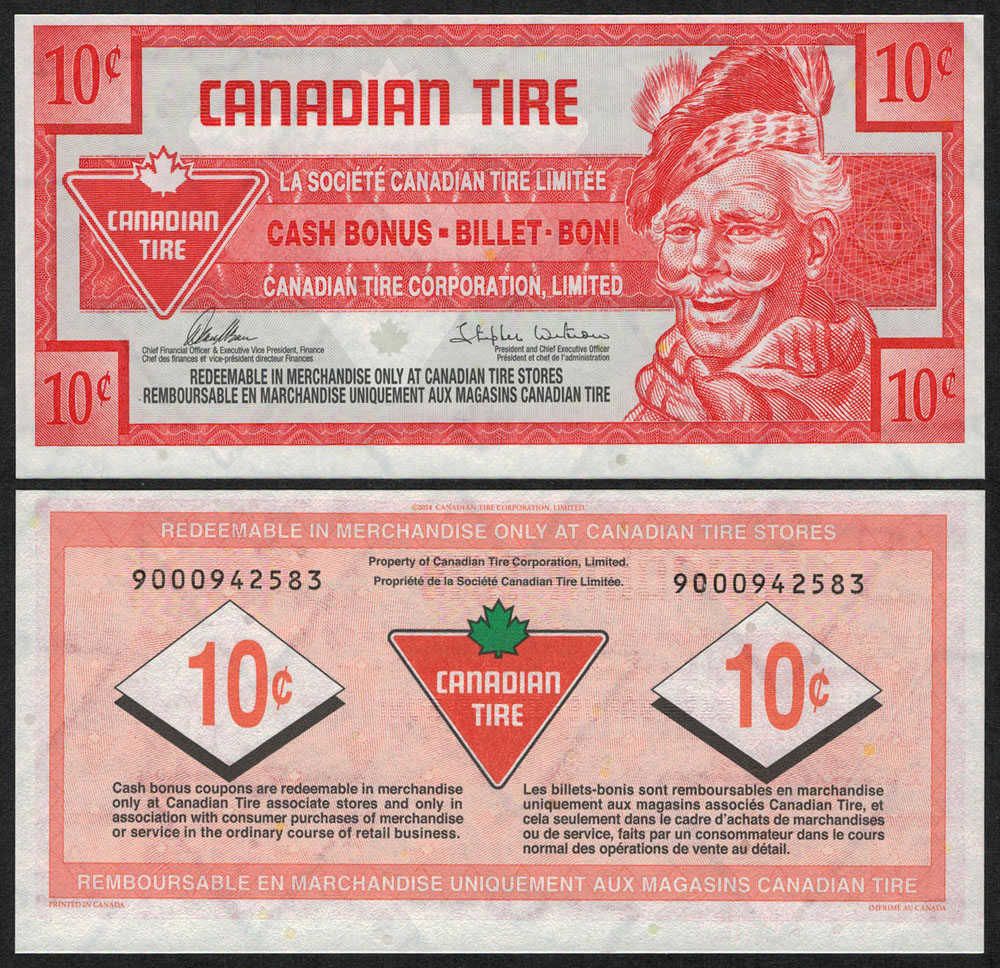 10¢
10¢
CANADIAN TIRE
LA SOCIÉTÉ CANADIAN TIRE LIMITÉE
CANADIAN
TIRE
CASH BONUS - BILLET - BONI
CANADIAN TIRE CORPORATION, LIMITED
Chief Financial Officer & Executive Vice President, Finance
Chef des finances et vice-président directeur Finances
President and Chief Executive Officer
Président et chef de l'administration
10¢
10¢
REDEEMABLE IN MERCHANDISE ONLY AT CANADIAN TIRE STORES
REMBOURSABLE EN MARCHANDISE UNIQUEMENT AUX MAGASINS CANADIAN TIRE
©2014 CANADIAN TIRE CORPORATION, LIMITED.
REDEEMABLE IN MERCHANDISE ONLY AT CANADIAN TIRE STORES
Property of Canadian Tire Corporation, Limited.
Propriété de la Société Canadian Tire Limitée.
9000942583
9000942583
10¢
CANADIAN
TIRE
10¢
Cash bonus coupons are redeemable in merchandise
only at Canadian Tire associate stores and only in
association with consumer purchases of merchandise
or service in the ordinary course of retail business.
Les billets-bonis sont remboursables en marchandise
uniquement aux magasins associés Canadian Tire, et
cela seulement dans le cadre d'achats de marchandises
ou de service, faits par un consommateur dans le cours
normal des opérations de vente au détail.
REMBOURSABLE EN MARCHANDISE UNIQUEMENT AUX MAGASINS CANADIAN TIRE
PRINTED IN CANADA
IMPRIMÉ AU CANADA